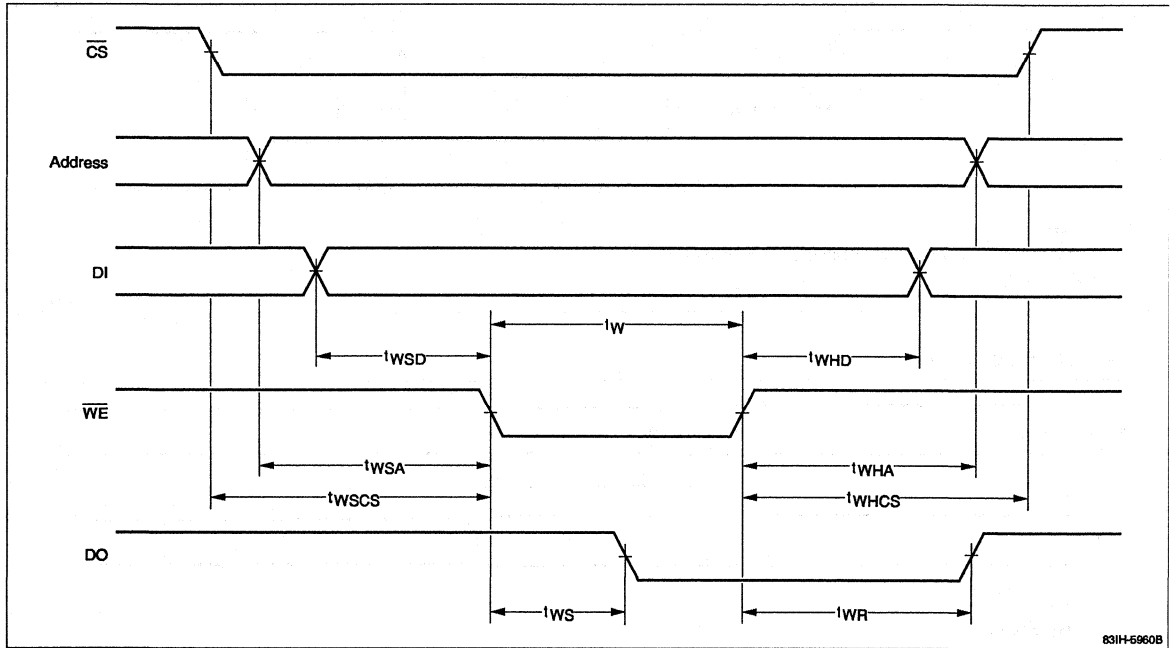 CS
Address
DI
tW
tWSD
tWHD
WE
tWSA
tWHA
tWSCS
tWHCS
DO
tWS
tWR
83IH-5960B